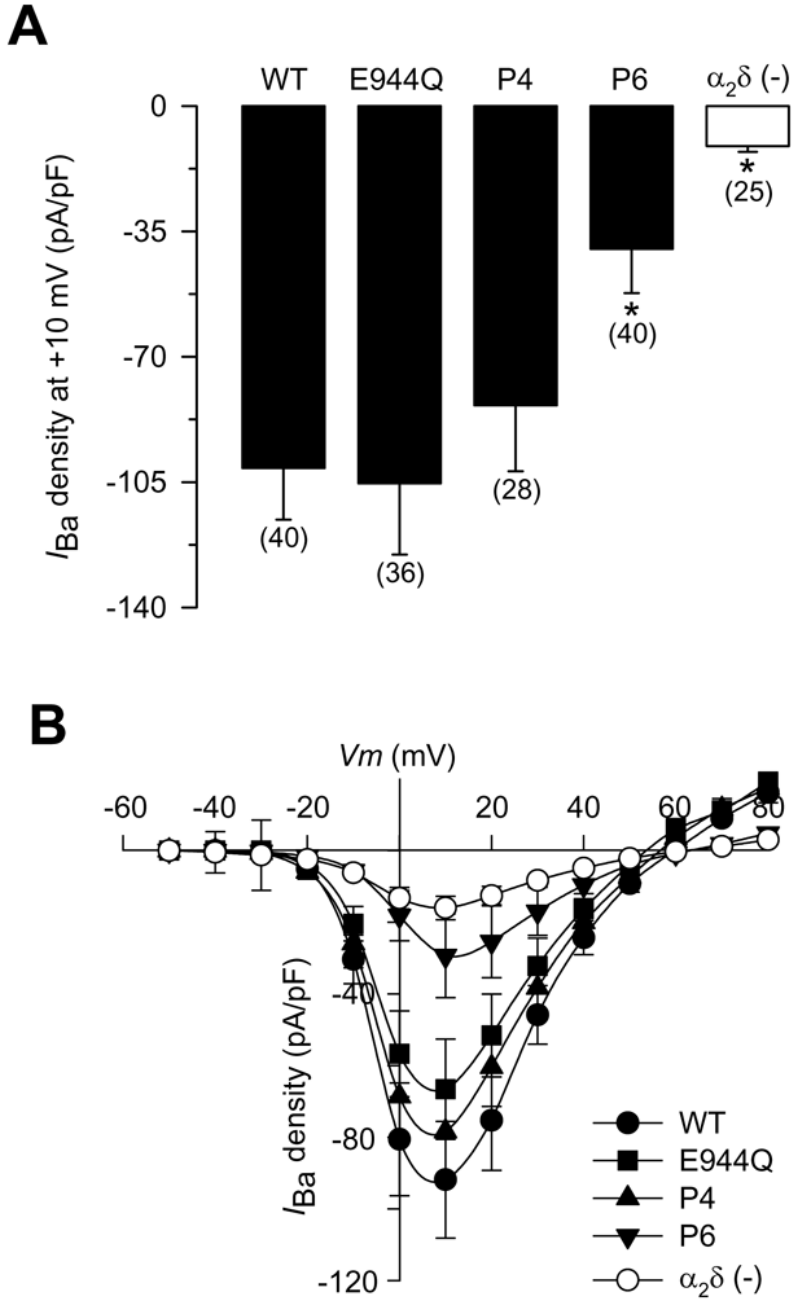 A
WT E944Q P4 P6 α₂δ (-)
0
-35
-70
-105
-140
I_Ba density at +10 mV (pA/pF)
*
(25)
*
(40)
(28)
(40)
(36)
B
Vm (mV)
-60 -40 -20 20 40 60 80
-40
-80
-120
I_Ba density (pA/pF)
WT
E944Q
P4
P6
α₂δ (-)